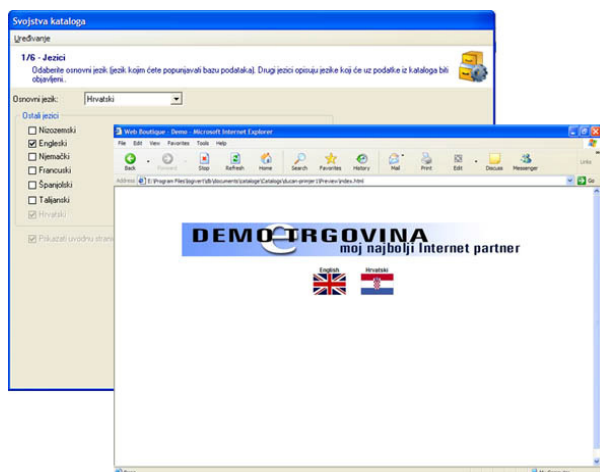 Svojstva kataloga
Uređivanje
1/6 - Jezici
Odaberite osnovni jezik (jezik kojim ćete popunjavati bazu podataka). Drugi jezici opisuju jezike koji će uz podatke iz kataloga biti
objavljeni..
Osnovni jezik: Hrvatski
Ostali jezici
Nizozemski
Engleski
Njemački
Francuski
Španjolski
Talijanski
Hrvatski
Prikazati uvodnu
Web Boutique - Demo - Microsoft Internet Explorer
File Edit View Favorites Tools Help
Back Forward Stop Refresh Home Search Favorites History Mail Print Edit Discuss Messenger
Links
Address Go
DEMO eTRGOVINA
moj najbolji Internet partner
English Hrvatski